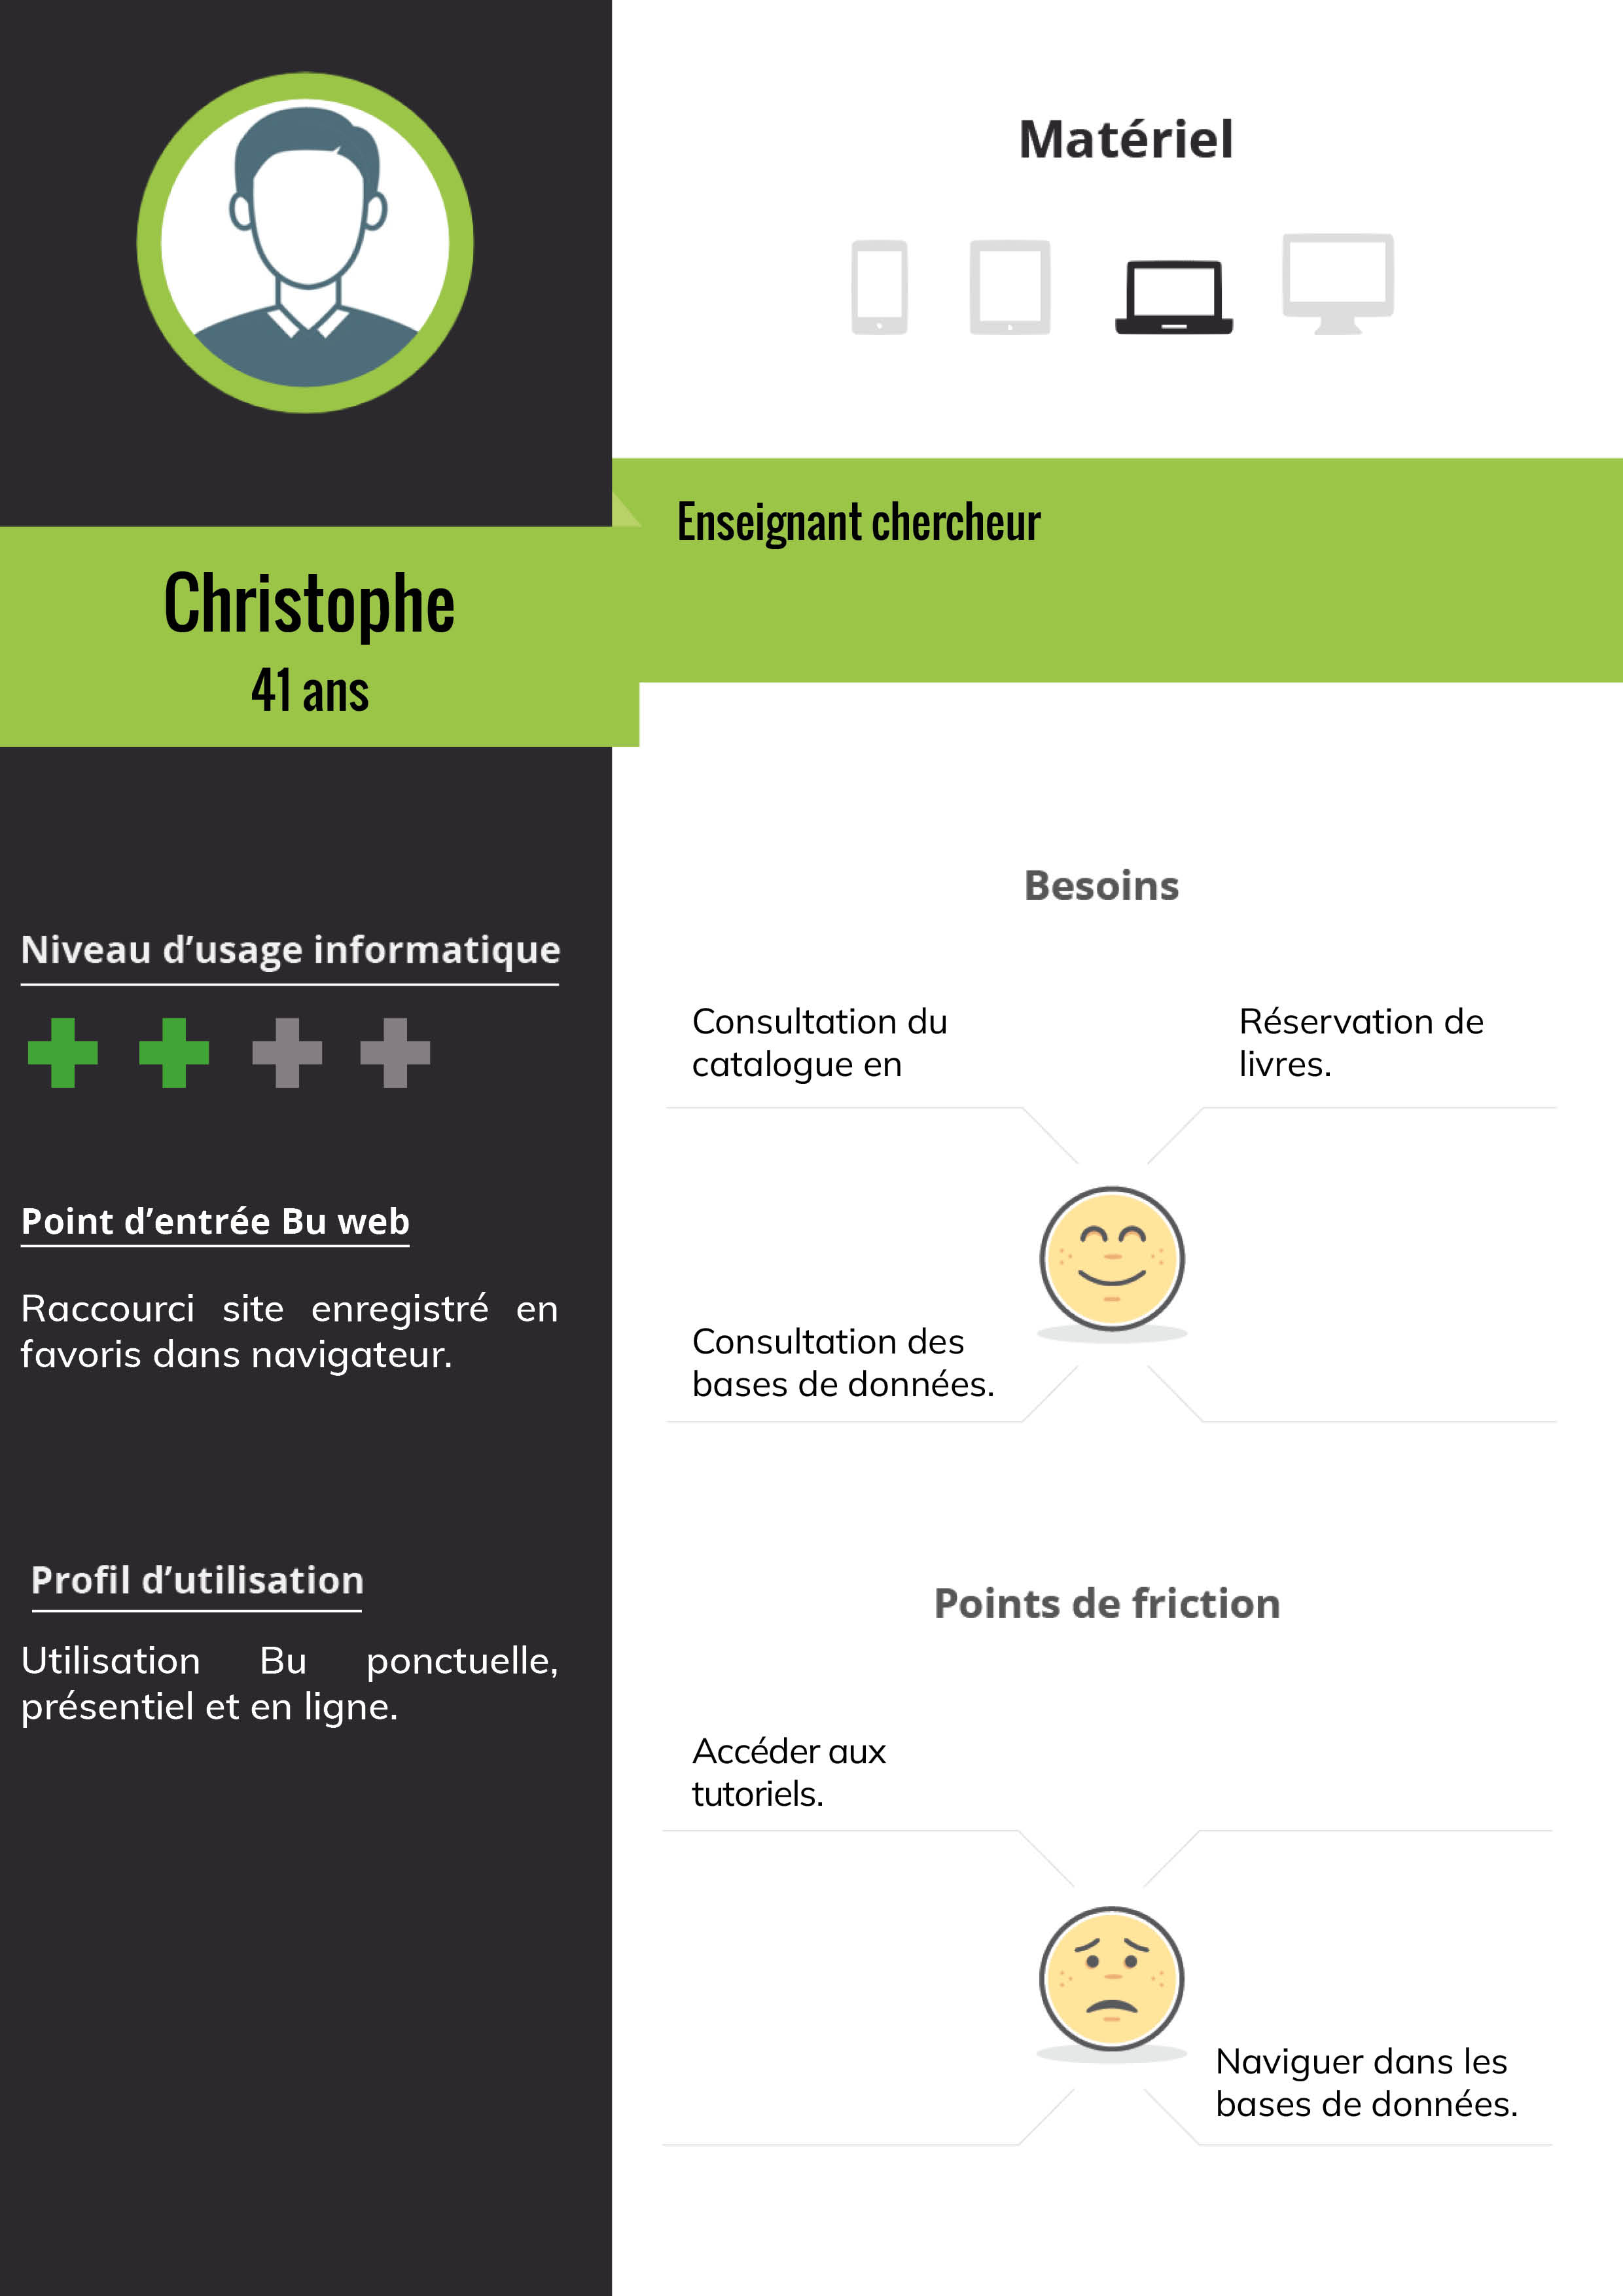 Matériel
Enseignant chercheur
Christophe
41 ans
Niveau d’usage informatique
Point d’entrée Bu web
Raccourci site enregistré en
favoris dans navigateur.
Profil d’utilisation
Utilisation Bu ponctuelle,
présentiel et en ligne.
Besoins
Consultation du
catalogue en
Réservation de
livres.
Consultation des
bases de données.
Points de friction
Accéder aux
tutoriels.
Naviguer dans les
bases de données.